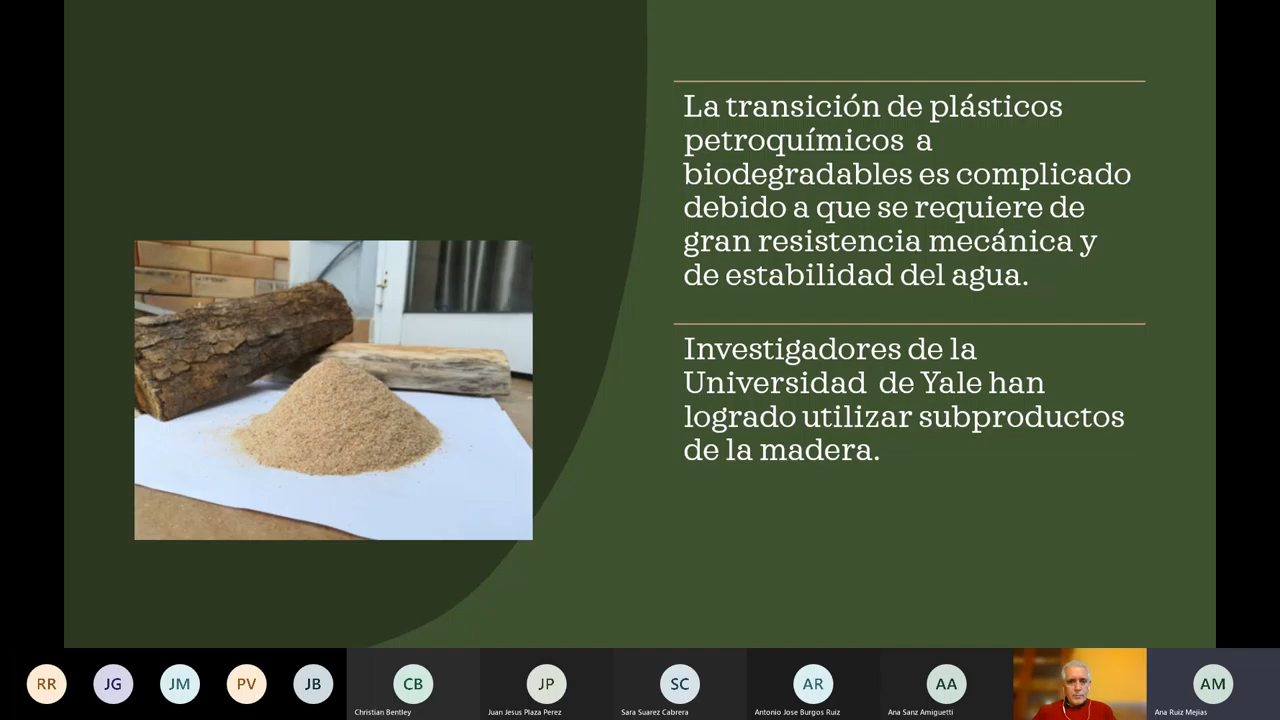 La transición de plásticos
petroquímicos a
biodegradables es complicado
debido a que se requiere de
gran resistencia mecánica y
de estabilidad del agua.
Investigadores de la
Universidad de Yale han
logrado utilizar subproductos
de la madera.
RR
JG
JM
PV
JB
CB
JP
SC
AR
AA
AM
Christian Bentley
Juan Jesus Plaza Perez
Sara Suarez Cabrera
Antonio Jose Burgos Ruiz
Ana Sanz Amiguetti
Ana Ruiz Mejias